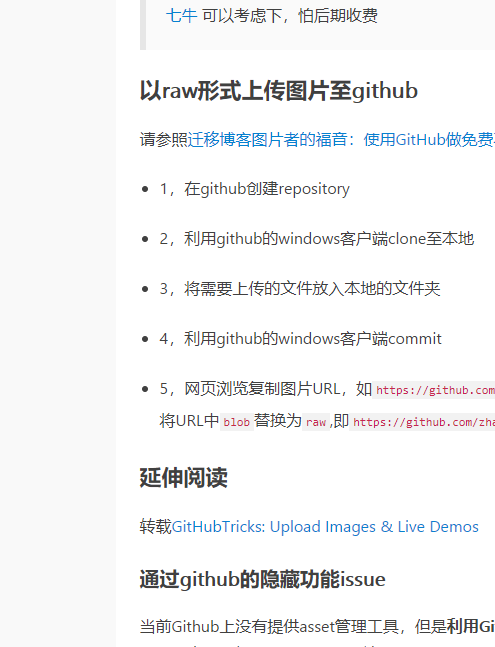 七牛 可以考虑下，怕后期收费
以raw形式上传图片至github
请参照迁移博客图片者的福音：使用GitHub做免费
1，在github创建repository
2，利用github的windows客户端clone至本地
3，将需要上传的文件放入本地的文件夹
4，利用github的windows客户端commit
5，网页浏览复制图片URL，如 https://github.com
将URL中 blob 替换为 raw ,即 https://github.com/zha
延伸阅读
转载GitHubTricks: Upload Images & Live Demos
通过github的隐藏功能issue
当前Github上没有提供asset管理工具，但是利用Gi